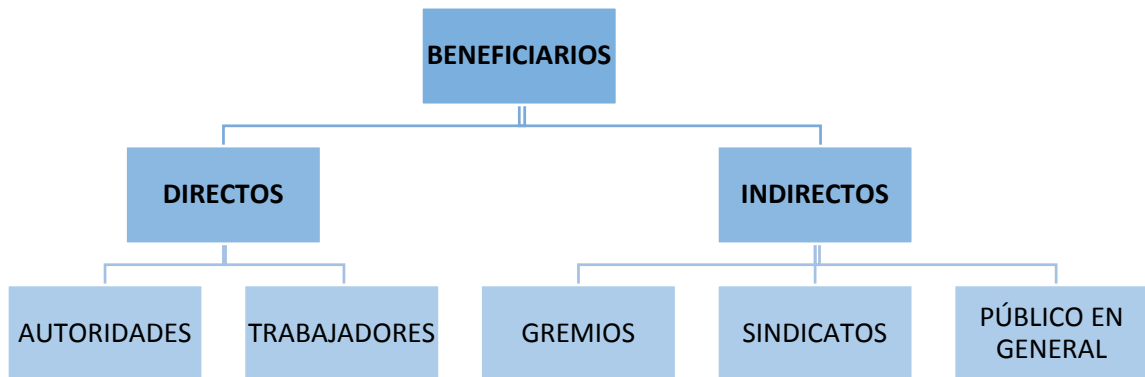 BENEFICIARIOS
DIRECTOS
INDIRECTOS
AUTORIDADES
TRABAJADORES
GREMIOS
SINDICATOS
PÚBLICO EN
GENERAL